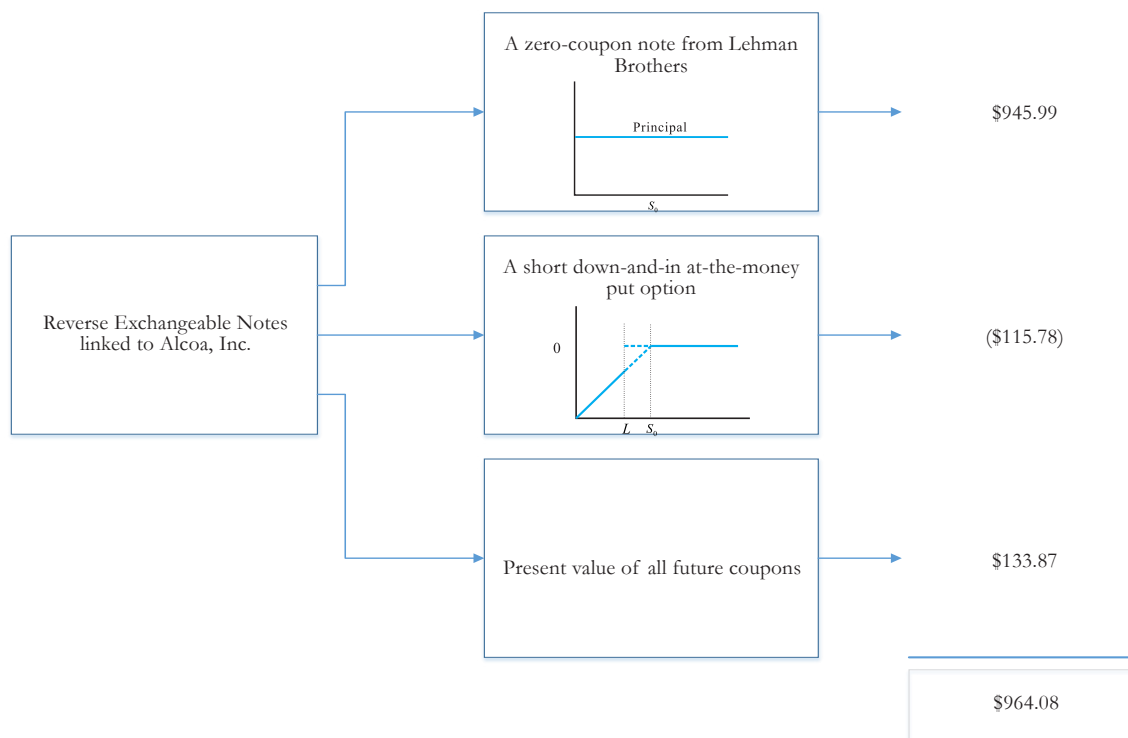 A zero-coupon note from Lehman
Brothers
Principal
S₀
$945.99
Reverse Exchangeable Notes
linked to Alcoa, Inc.
A short down-and-in at-the-money
put option
0
L S₀
($115.78)
Present value of all future coupons
$133.87
$964.08